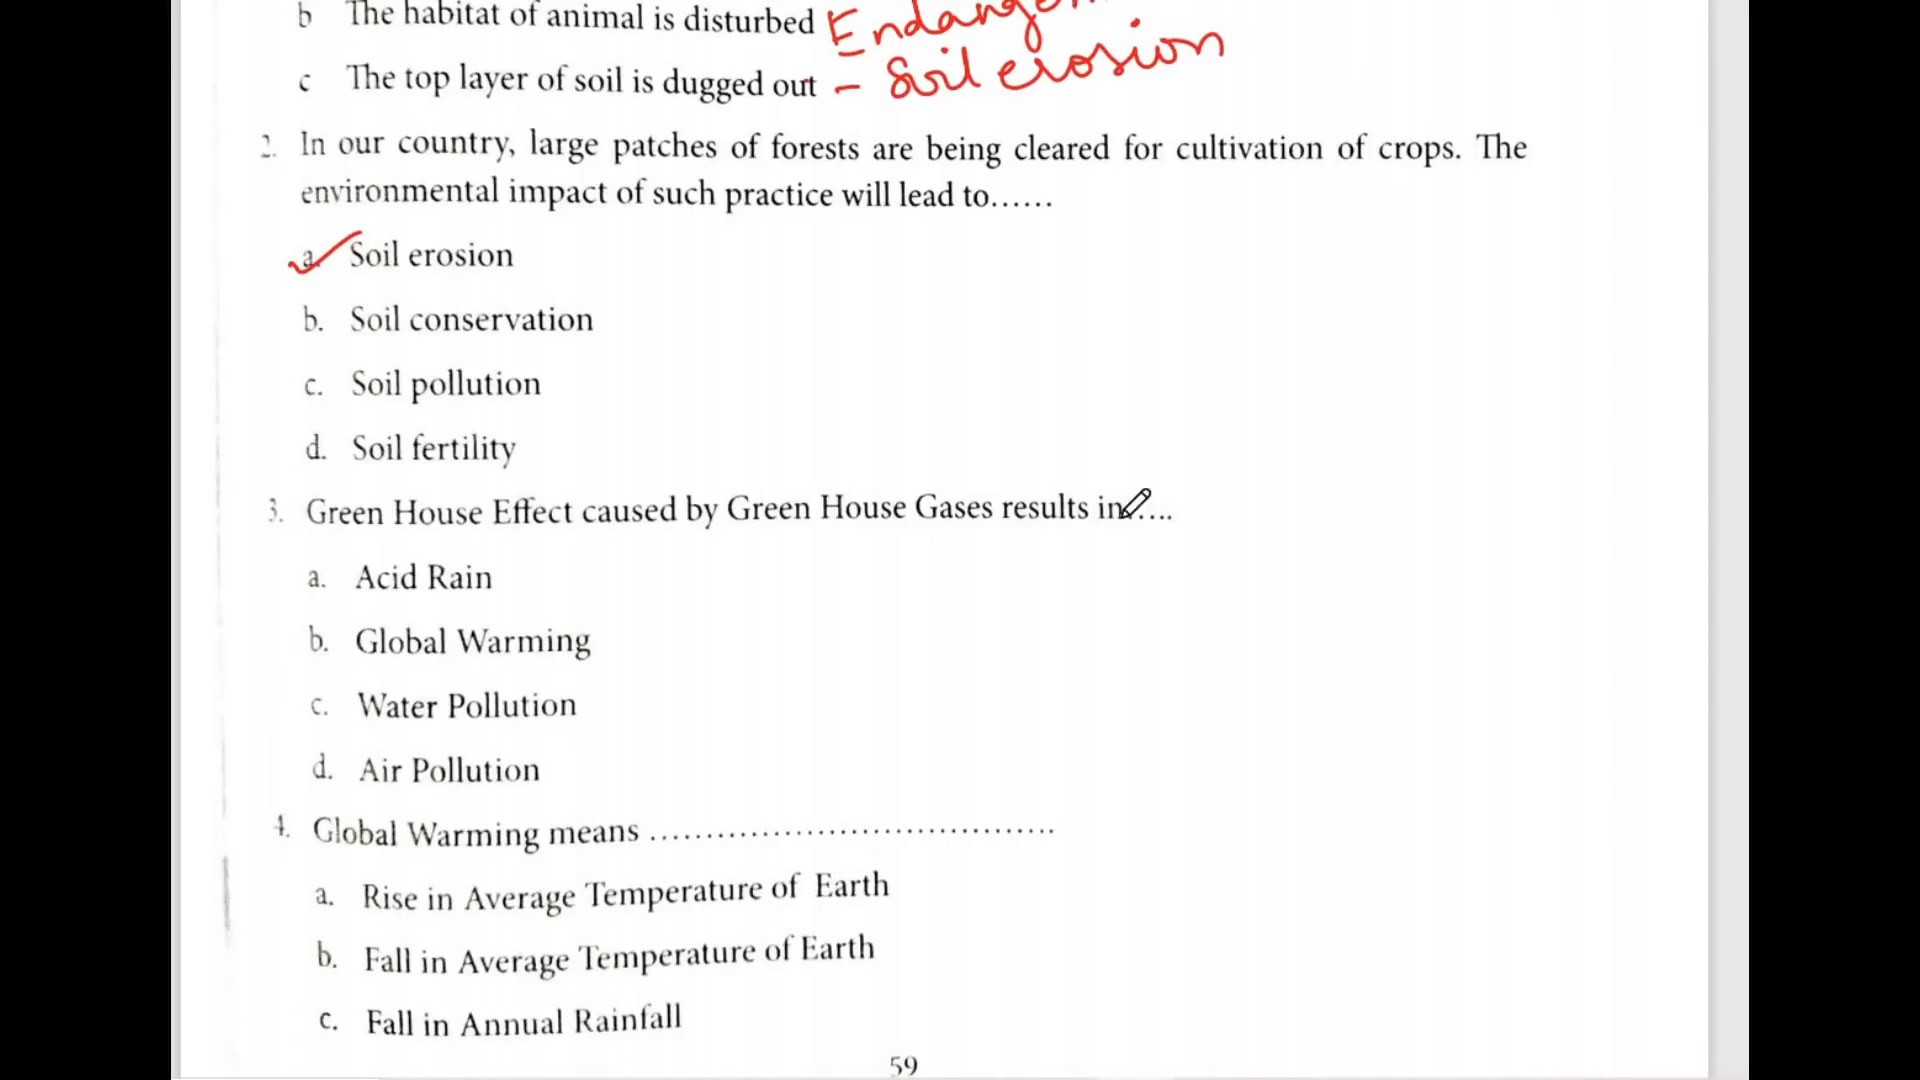 b The habitat of animal is disturbed
c The top layer of soil is dugged out – Soil erosion
2. In our country, large patches of forests are being cleared for cultivation of crops. The
environmental impact of such practice will lead to......
a. Soil erosion
b. Soil conservation
c. Soil pollution
d. Soil fertility
3. Green House Effect caused by Green House Gases results in.....
a. Acid Rain
b. Global Warming
c. Water Pollution
d. Air Pollution
4. Global Warming means ....................................
a. Rise in Average Temperature of Earth
b. Fall in Average Temperature of Earth
c. Fall in Annual Rainfall
59